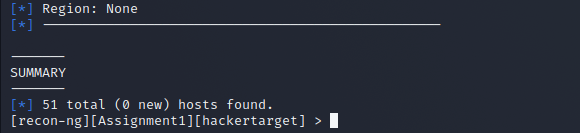 [*] Region: None
[*] --------------------------------------------------
-------
SUMMARY
-------
[*] 51 total (0 new) hosts found.
[recon-ng][Assignment1][hackertarget] >